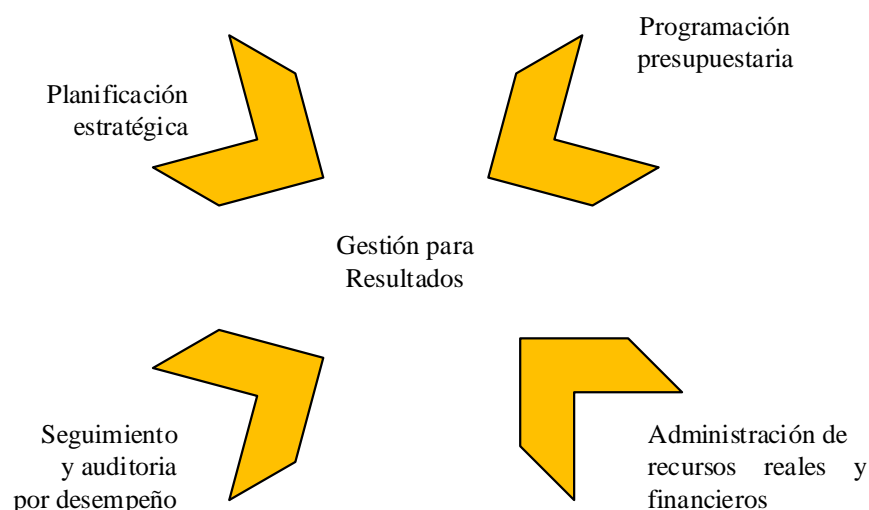 Programación
presupuestaria
Planificación
estratégica
Gestión para
Resultados
Seguimiento
y auditoria
por desempeño
Administración de
recursos reales y
financieros